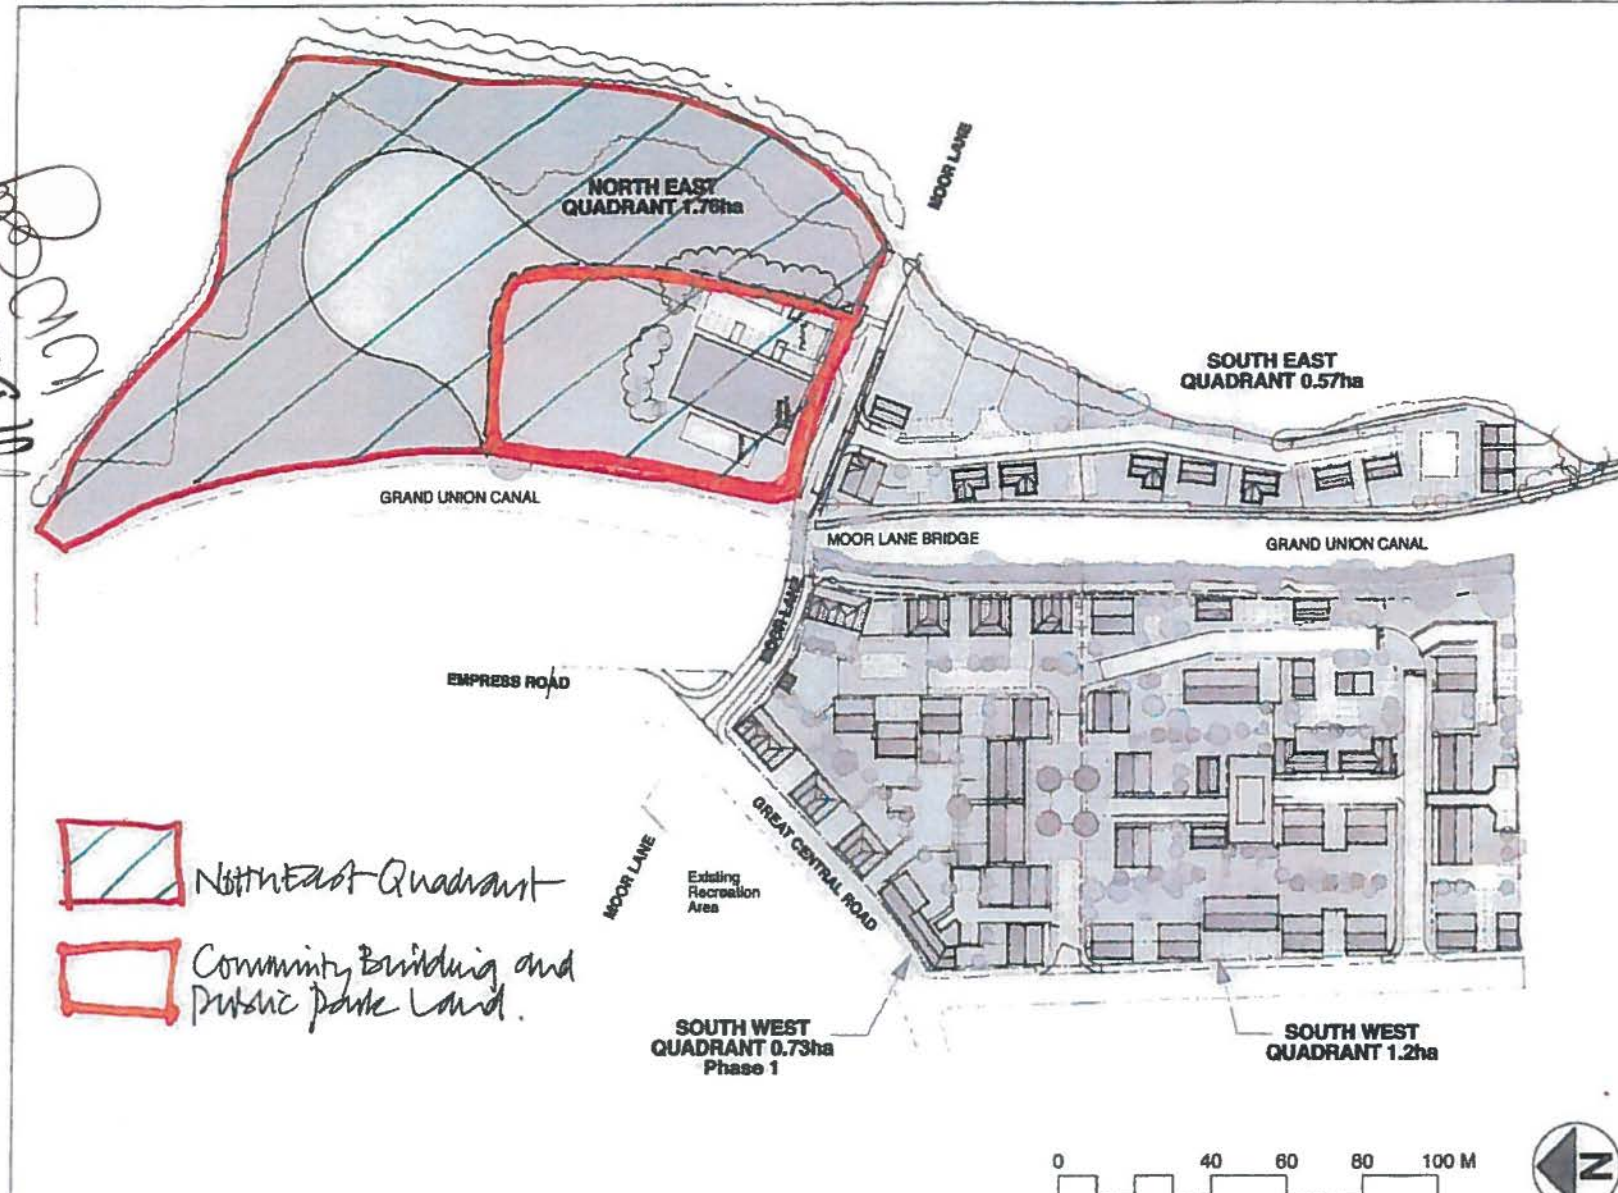 MOOR LANE
NORTH EAST
QUADRANT 1.76ha
SOUTH EAST
QUADRANT 0.57ha
GRAND UNION CANAL
MOOR LANE BRIDGE
GRAND UNION CANAL
MOOR LANE
EMPRESS ROAD
GREAT CENTRAL ROAD
MOOR LANE
Existing
Recreation
Area
North East Quadrant
Community Building and
Public Park Land.
SOUTH WEST
QUADRANT 0.73ha
Phase 1
SOUTH WEST
QUADRANT 1.2ha
0 40 60 80 100 M
N